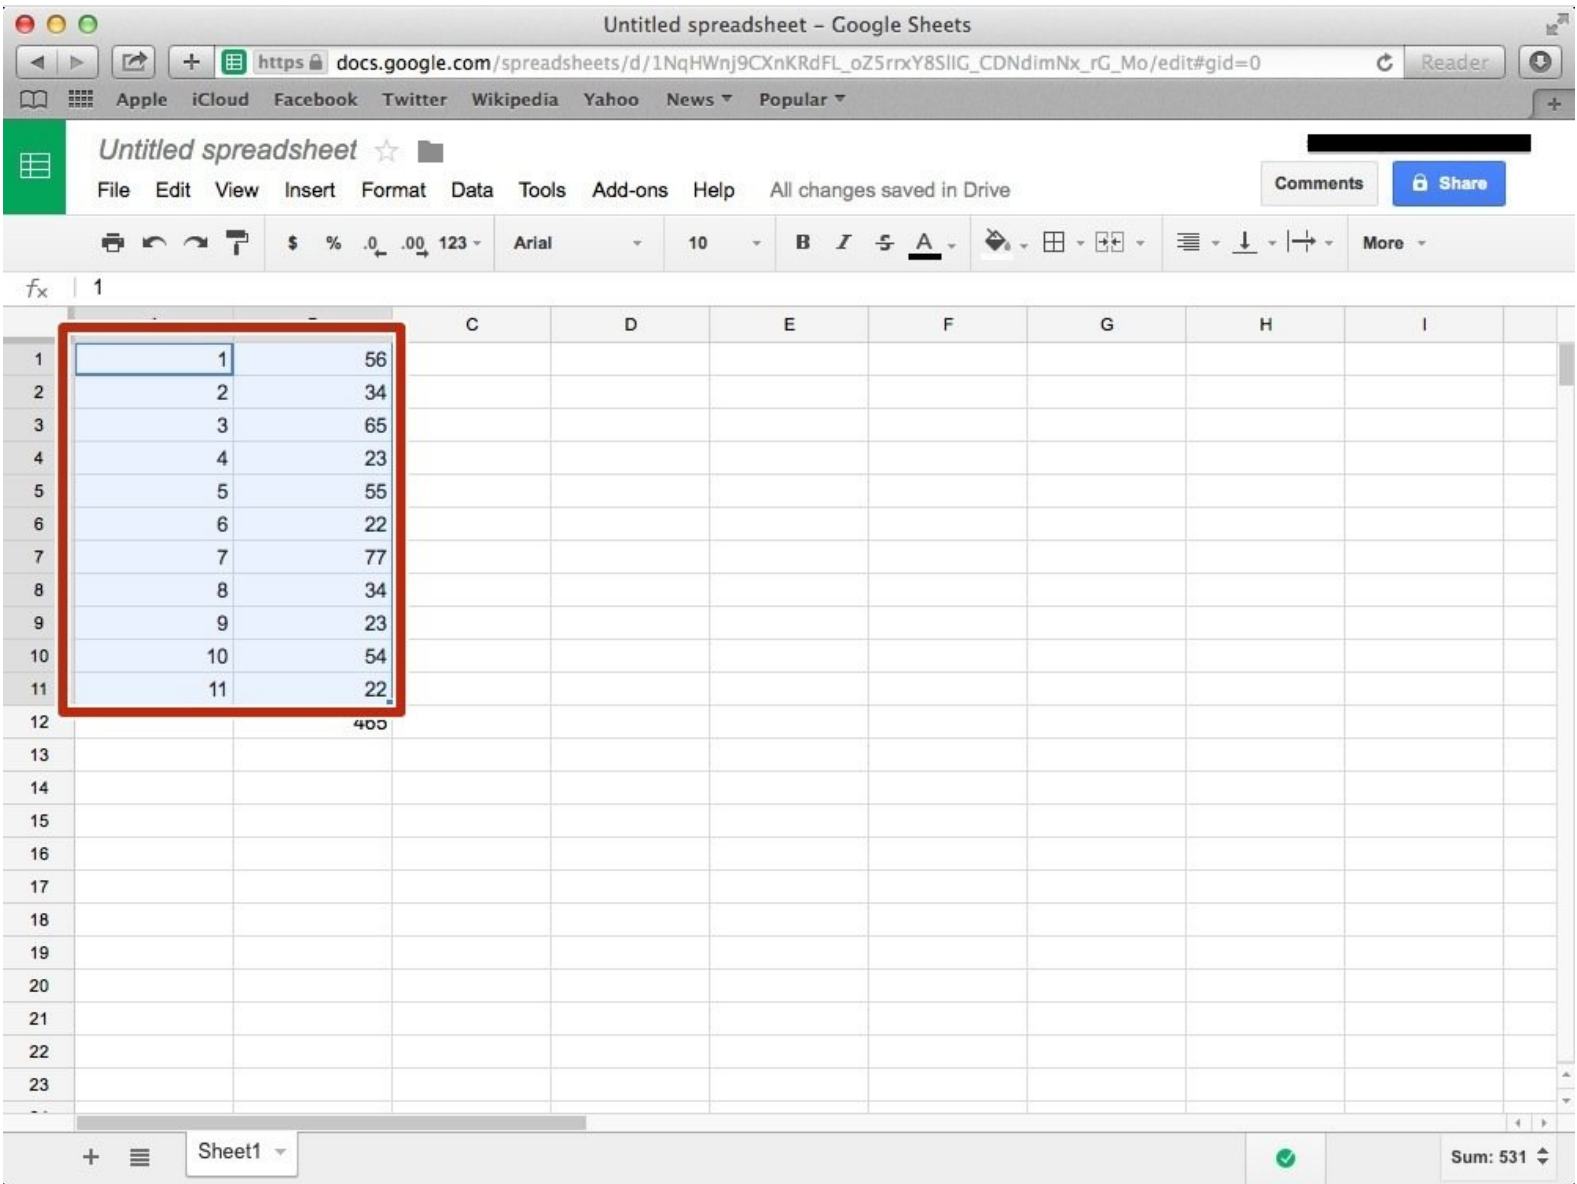 Untitled spreadsheet – Google Sheets
https docs.google.com/spreadsheets/d/1NqHWnj9CXnKRdFL_oZ5rrxY8SlIG_CDNdimNx_rG_Mo/edit#gid=0 Reader
Apple iCloud Facebook Twitter Wikipedia Yahoo News Popular
Untitled spreadsheet
File Edit View Insert Format Data Tools Add-ons Help All changes saved in Drive Comments Share
$ % .0 .00 123 Arial 10 B I S A More
fx 1
C D E F G H I
1 1 56
2 2 34
3 3 65
4 4 23
5 5 55
6 6 22
7 7 77
8 8 34
9 9 23
10 10 54
11 11 22
12 465
13
14
15
16
17
18
19
20
21
22
23
Sheet1 Sum: 531